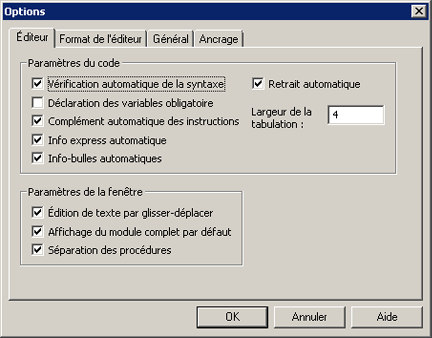 Options
Éditeur
Format de l'éditeur
Général
Ancrage
Paramètres du code
Vérification automatique de la syntaxe
Déclaration des variables obligatoire
Complément automatique des instructions
Info express automatique
Info-bulles automatiques
Retrait automatique
Largeur de la
tabulation :
4
Paramètres de la fenêtre
Édition de texte par glisser-déplacer
Affichage du module complet par défaut
Séparation des procédures
OK
Annuler
Aide